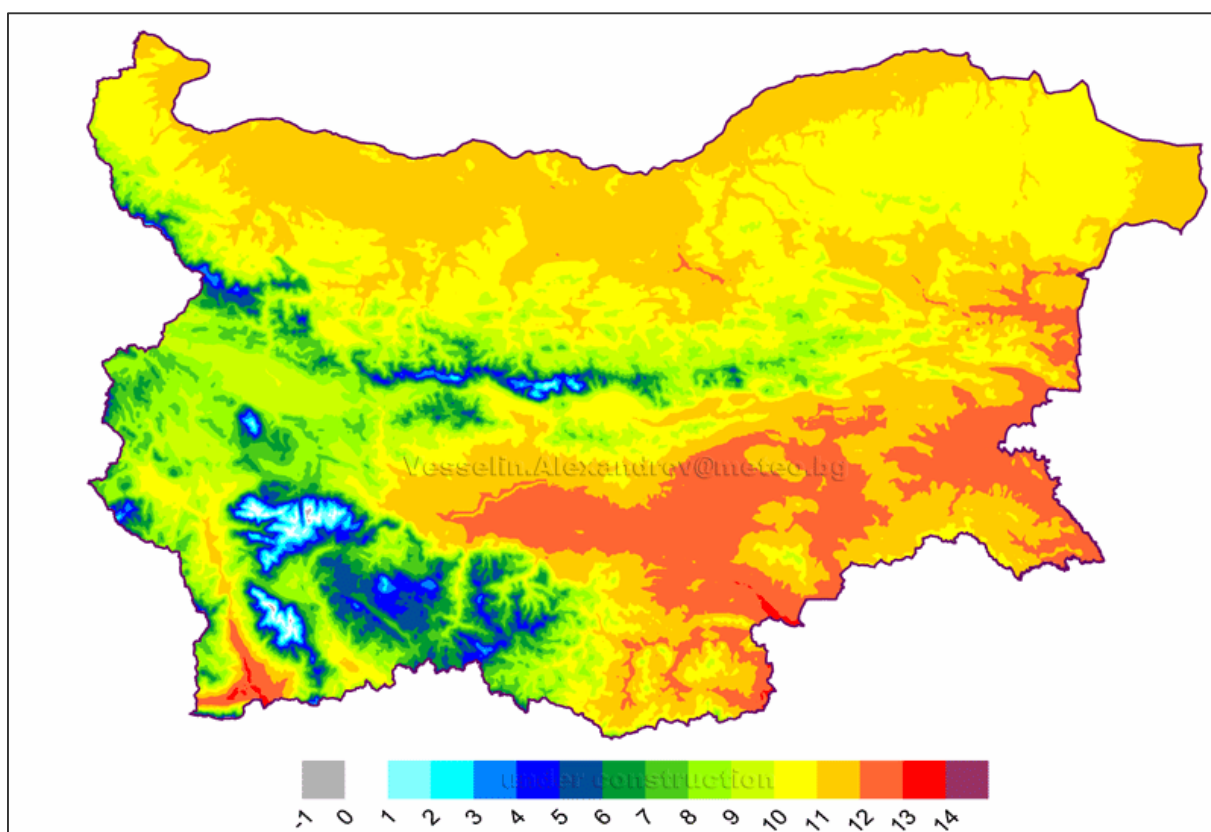 Vesselin.Alexandrov@meteo.bg
under construction
-1 0 1 2 3 4 5 6 7 8 9 10 11 12 13 14